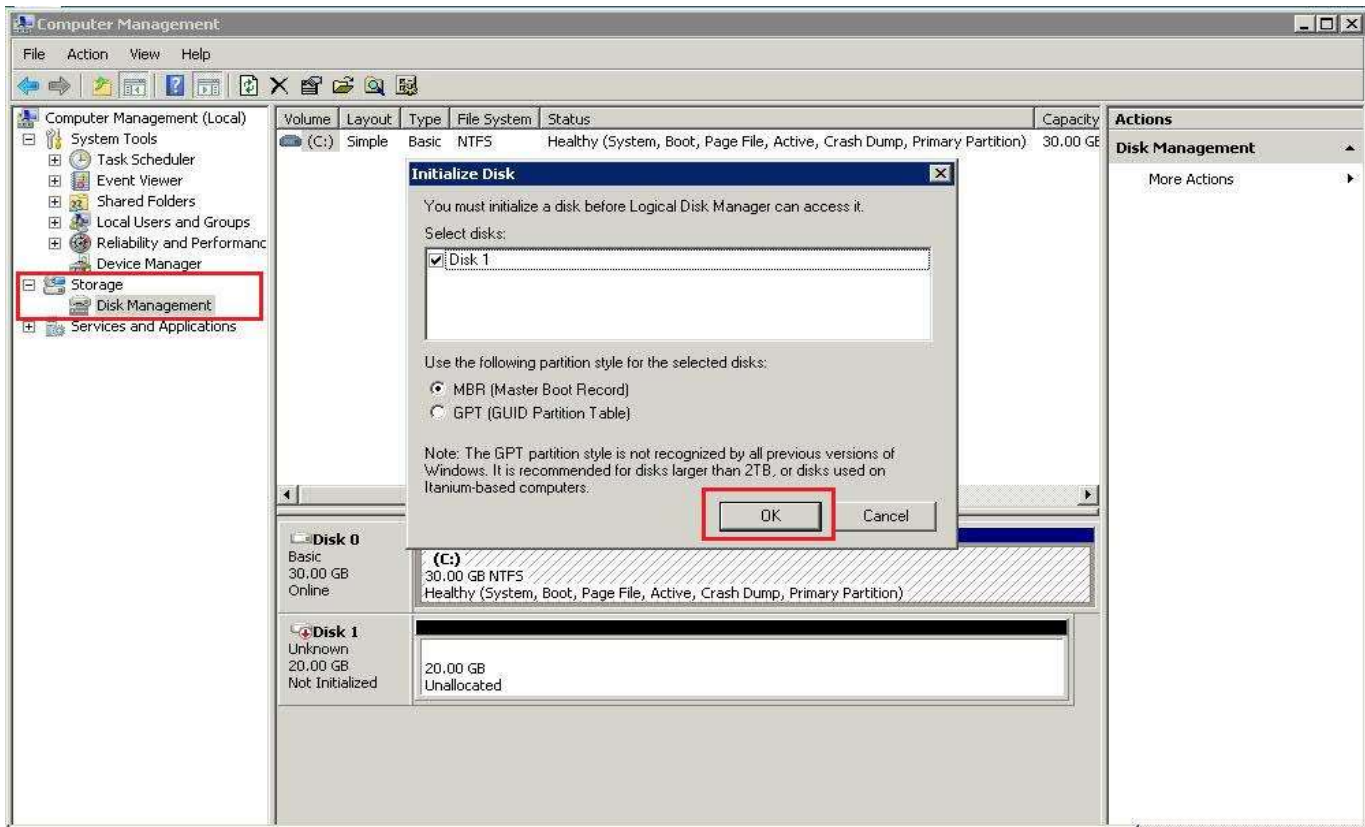 Computer Management
File Action View Help
Computer Management (Local)
System Tools
Task Scheduler
Event Viewer
Shared Folders
Local Users and Groups
Reliability and Performanc
Device Manager
Storage
Disk Management
Services and Applications
Volume Layout Type File System Status Capacity
(C:) Simple Basic NTFS Healthy (System, Boot, Page File, Active, Crash Dump, Primary Partition) 30.00 GE
Initialize Disk
You must initialize a disk before Logical Disk Manager can access it.
Select disks:
Disk 1
Use the following partition style for the selected disks:
MBR (Master Boot Record)
GPT (GUID Partition Table)
Note: The GPT partition style is not recognized by all previous versions of
Windows. It is recommended for disks larger than 2TB, or disks used on
Itanium-based computers.
OK Cancel
Disk 0
Basic
30.00 GB
Online
(C:)
30.00 GB NTFS
Healthy (System, Boot, Page File, Active, Crash Dump, Primary Partition)
Disk 1
Unknown
20.00 GB
Not Initialized
20.00 GB
Unallocated
Actions
Disk Management
More Actions